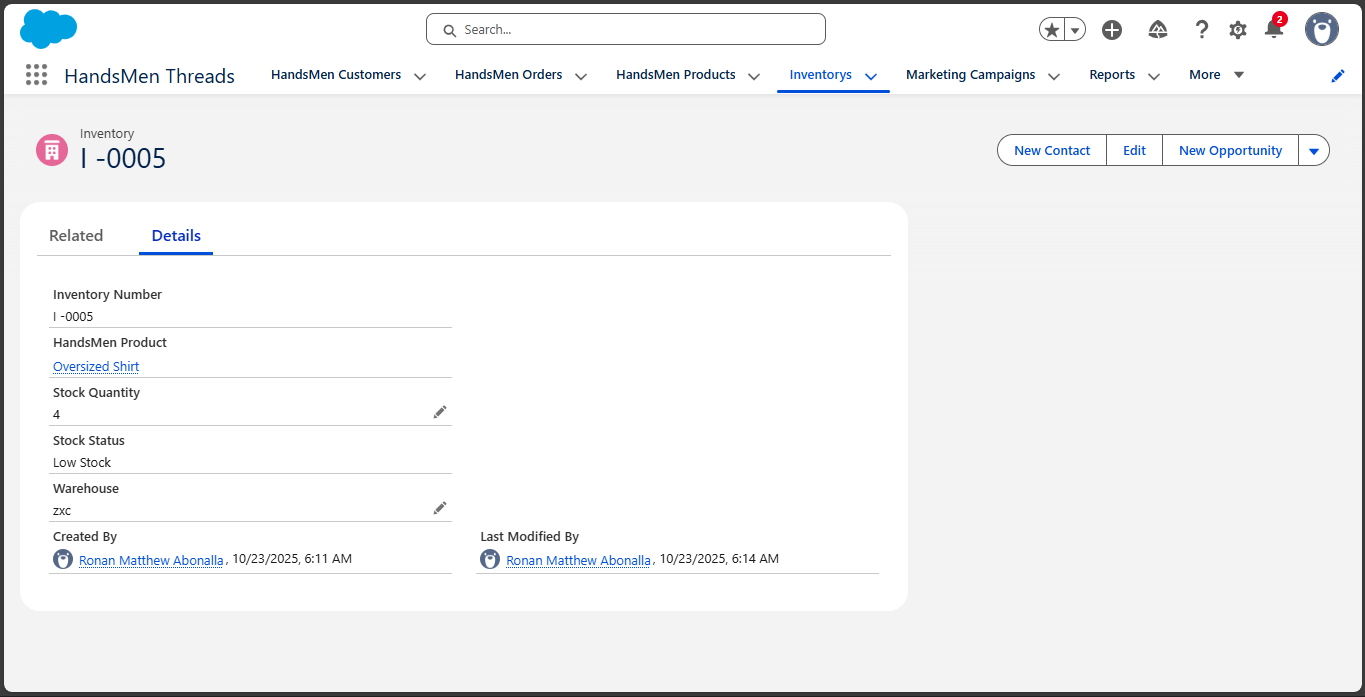 Search...
2
HandsMen Threads
HandsMen Customers
HandsMen Orders
HandsMen Products
Inventorys
Marketing Campaigns
Reports
More
Inventory
I -0005
New Contact
Edit
New Opportunity
Related
Details
Inventory Number
I -0005
HandsMen Product
Oversized Shirt
Stock Quantity
4
Stock Status
Low Stock
Warehouse
zxc
Created By
Ronan Matthew Abonalla, 10/23/2025, 6:11 AM
Last Modified By
Ronan Matthew Abonalla, 10/23/2025, 6:14 AM